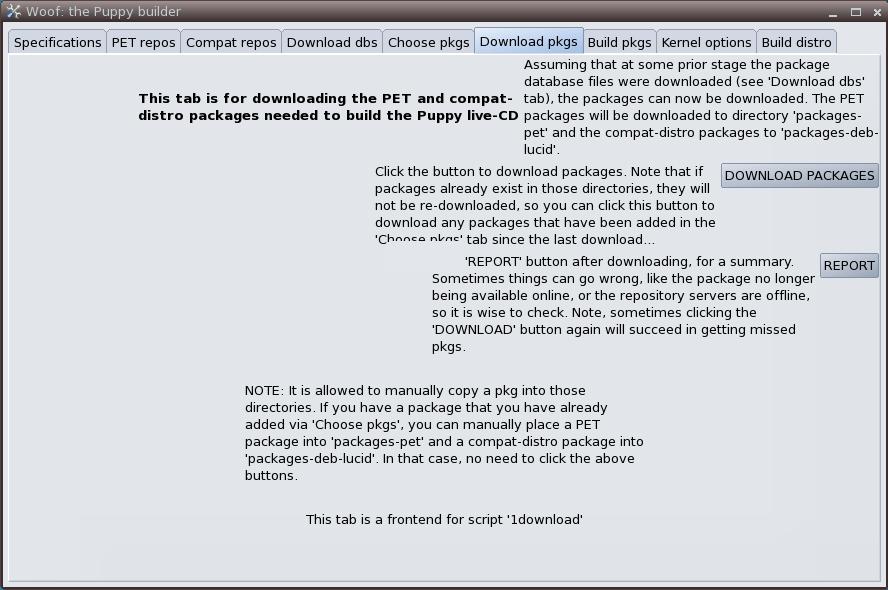 Woof: the Puppy builder
Specifications PET repos Compat repos Download dbs Choose pkgs Download pkgs Build pkgs Kernel options Build distro
This tab is for downloading the PET and compat-
distro packages needed to build the Puppy live-CD
Assuming that at some prior stage the package
database files were downloaded (see 'Download dbs'
tab), the packages can now be downloaded. The PET
packages will be downloaded to directory 'packages-
pet' and the compat-distro packages to 'packages-deb-
lucid'.
Click the button to download packages. Note that if
packages already exist in those directories, they will
not be re-downloaded, so you can click this button to
download any packages that have been added in the
'Choose pkgs' tab since the last download...
DOWNLOAD PACKAGES
'REPORT' button after downloading, for a summary.
Sometimes things can go wrong, like the package no longer
being available online, or the repository servers are offline,
so it is wise to check. Note, sometimes clicking the
'DOWNLOAD' button again will succeed in getting missed
pkgs.
REPORT
NOTE: It is allowed to manually copy a pkg into those
directories. If you have a package that you have already
added via 'Choose pkgs', you can manually place a PET
package into 'packages-pet' and a compat-distro package into
'packages-deb-lucid'. In that case, no need to click the above
buttons.
This tab is a frontend for script '1download'